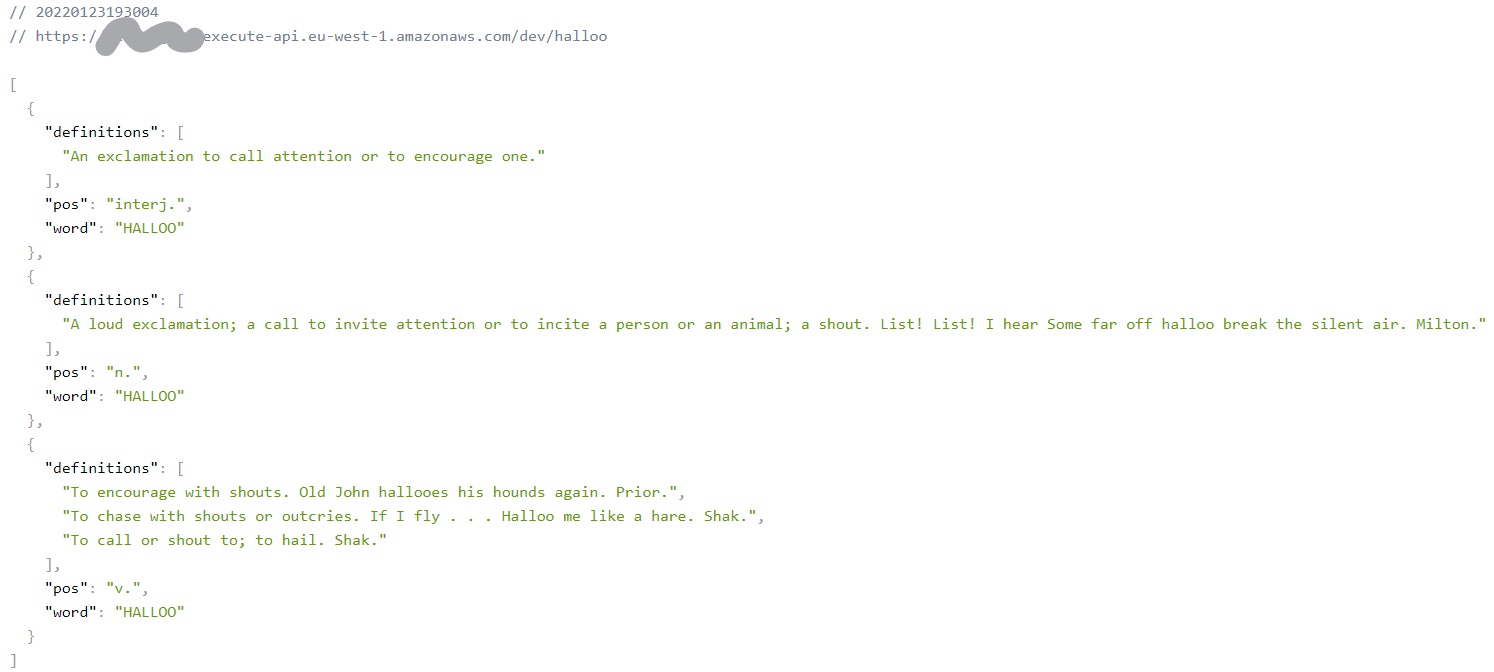 // 20220123193004
// https:/ execute-api.eu-west-1.amazonaws.com/dev/halloo
[
{
"definitions": [
"An exclamation to call attention or to encourage one."
],
"pos": "interj.",
"word": "HALLOO"
},
{
"definitions": [
"A loud exclamation; a call to invite attention or to incite a person or an animal; a shout. List! List! I hear Some far off halloo break the silent air. Milton."
],
"pos": "n.",
"word": "HALLOO"
},
{
"definitions": [
"To encourage with shouts. Old John hallooes his hounds again. Prior.",
"To chase with shouts or outcries. If I fly . . . Halloo me like a hare. Shak.",
"To call or shout to; to hail. Shak."
],
"pos": "v.",
"word": "HALLOO"
}
]